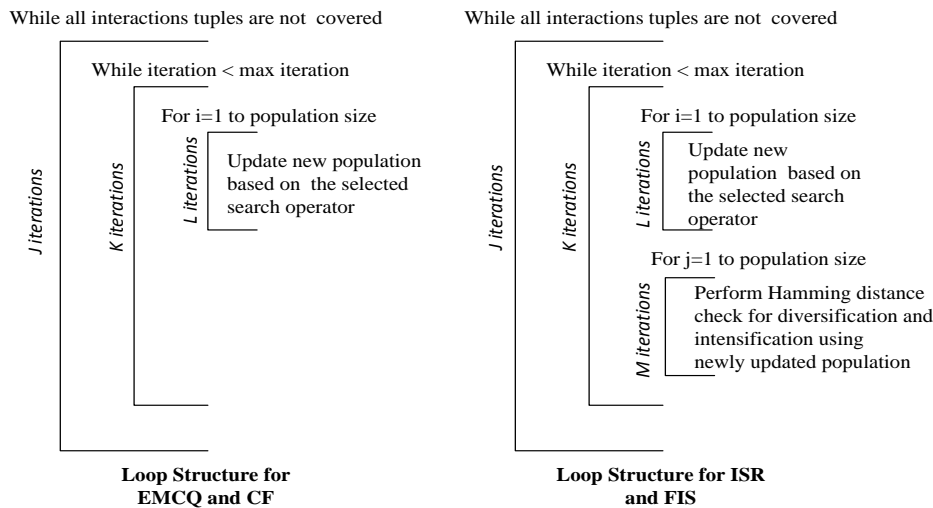 While all interactions tuples are not covered
While iteration < max iteration
For i=1 to population size
Update new population
based on the selected
search operator
L iterations
K iterations
J iterations
Loop Structure for
EMCQ and CF
While all interactions tuples are not covered
While iteration < max iteration
For i=1 to population size
Update new
population based on
the selected search
operator
L iterations
For j=1 to population size
Perform Hamming distance
check for diversification and
intensification using
newly updated population
M iterations
K iterations
J iterations
Loop Structure for ISR
and FIS